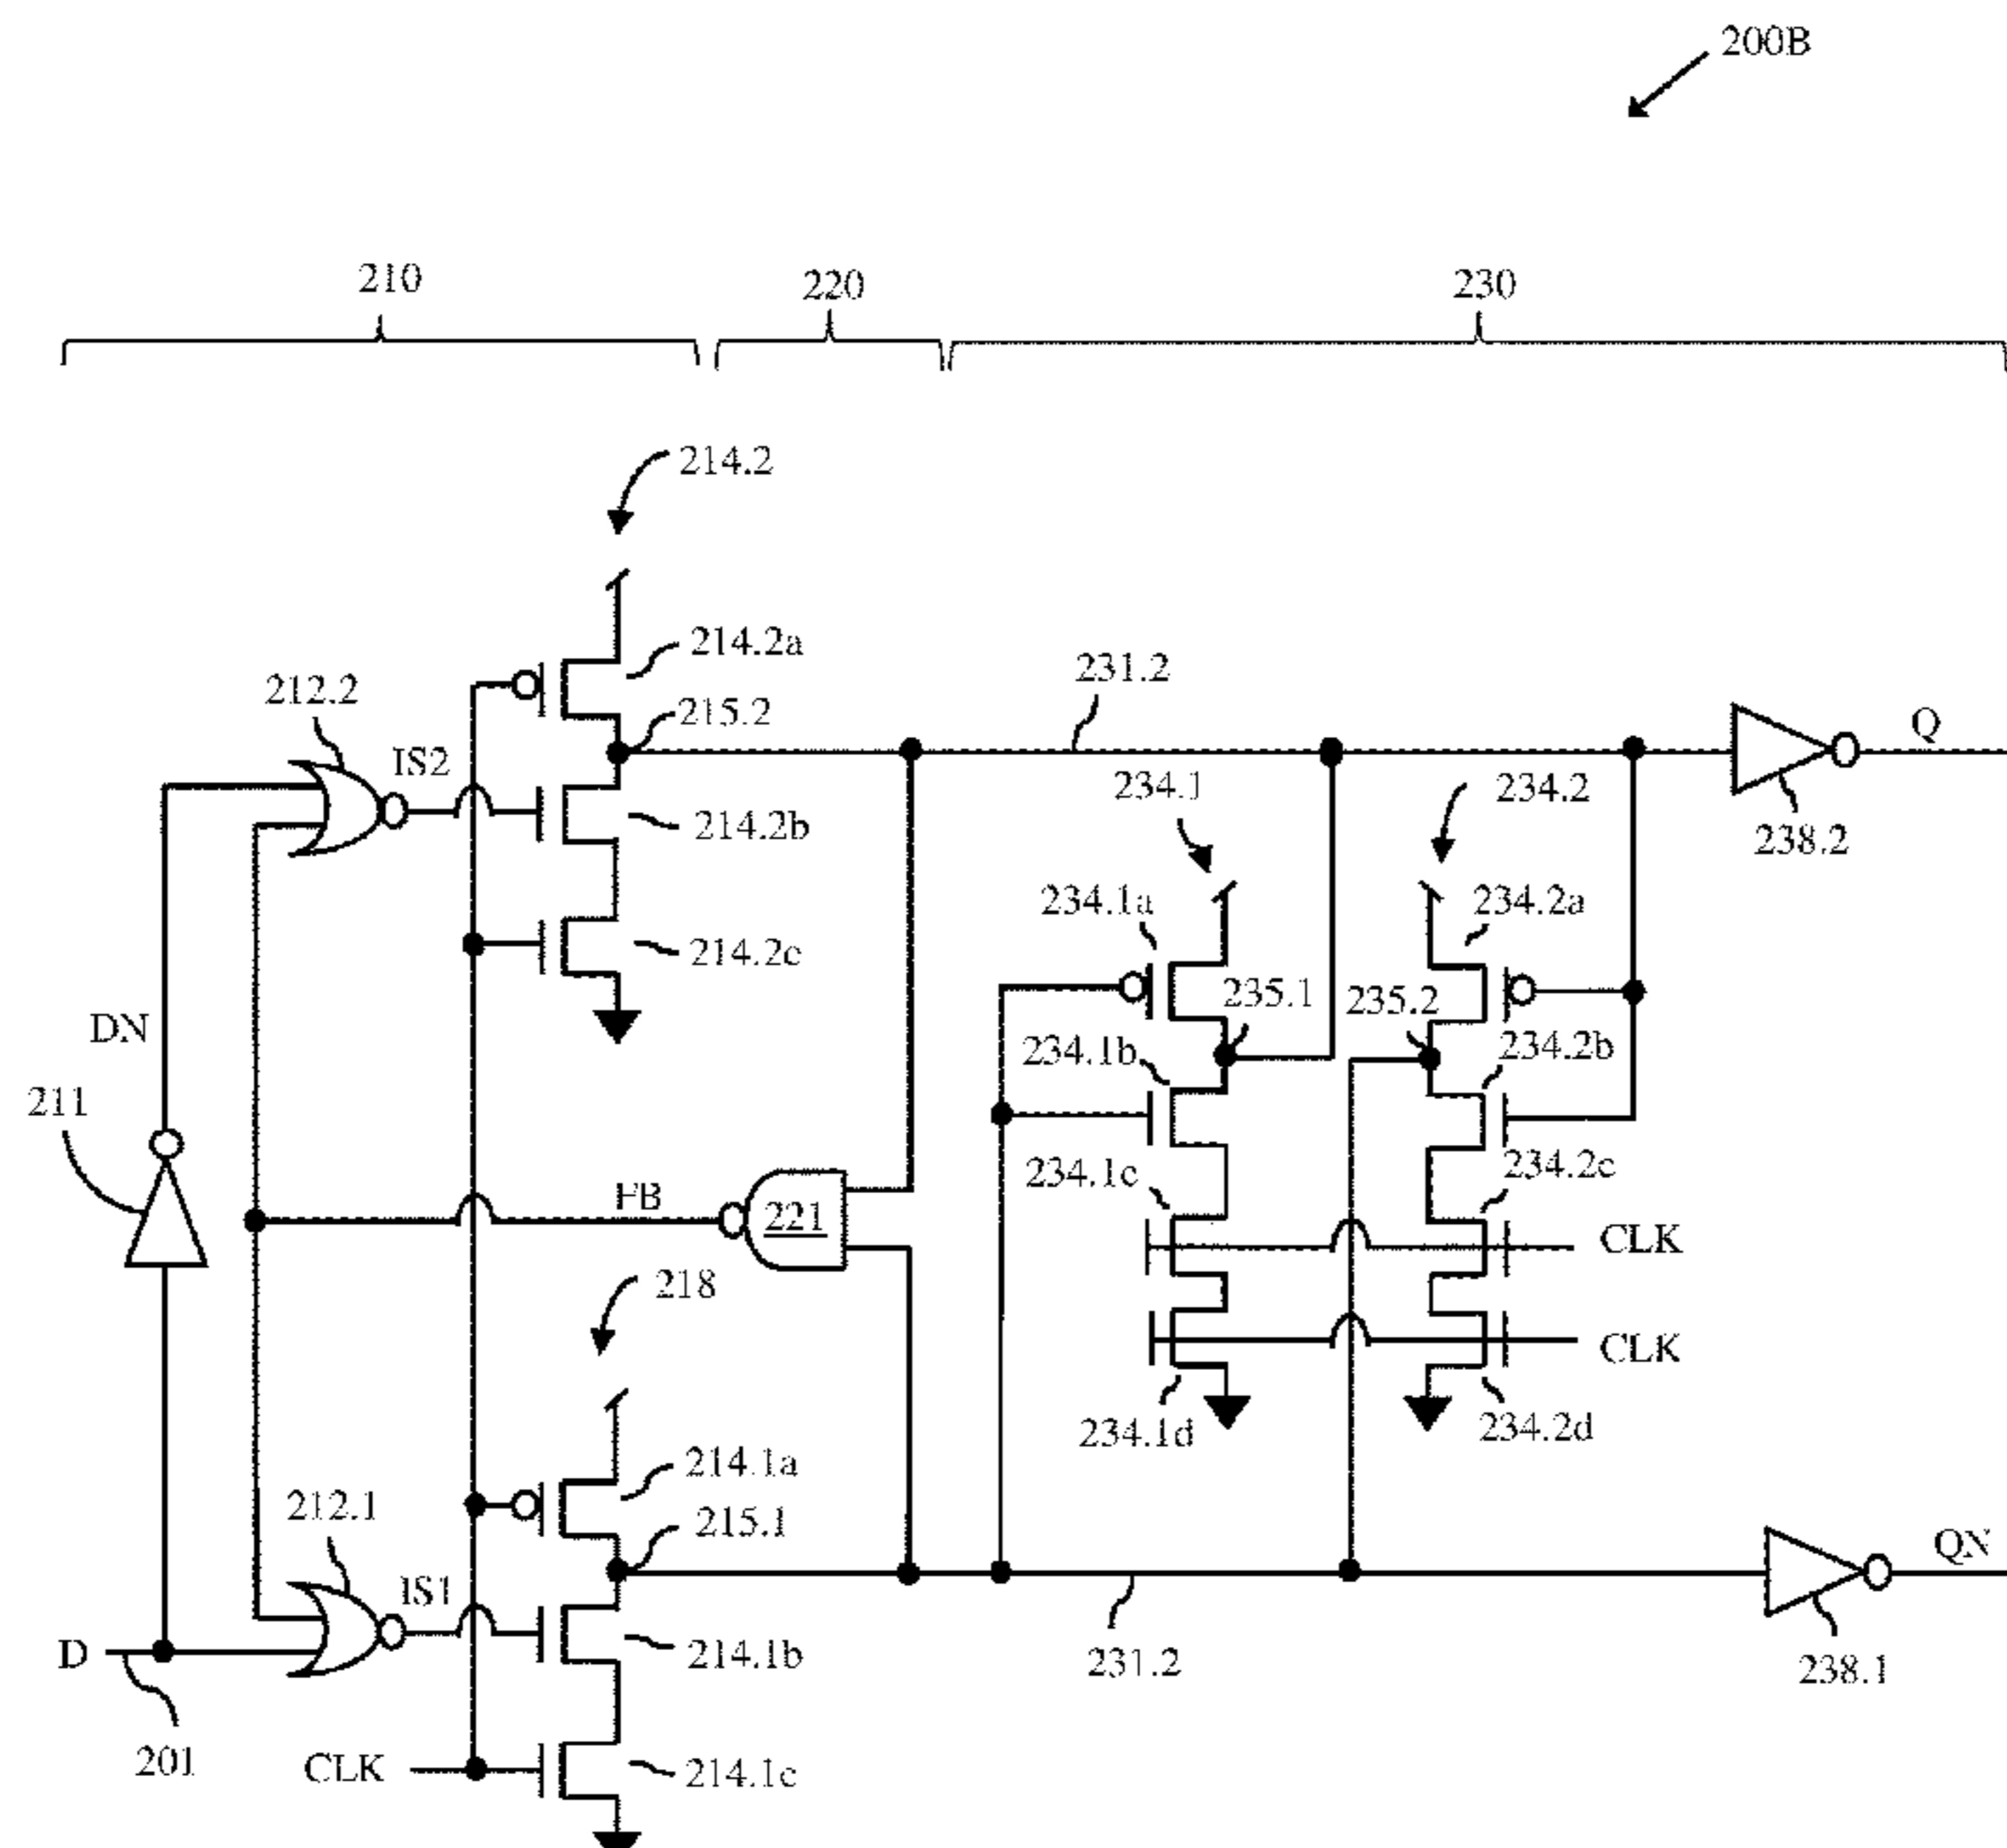 200B
210
220
230
214.2
214.2a
215.2
231.2
212.2
IS2
Q
234.1
234.2
214.2b
238.2
234.1a
234.2a
214.2c
235.1
235.2
DN
234.1b
234.2b
211
234.1c
234.2c
FB
221
CLK
218
CLK
234.1d
234.2d
214.1a
212.1
215.1
QN
IS1
D
214.1b
231.2
238.1
201
CLK
214.1c